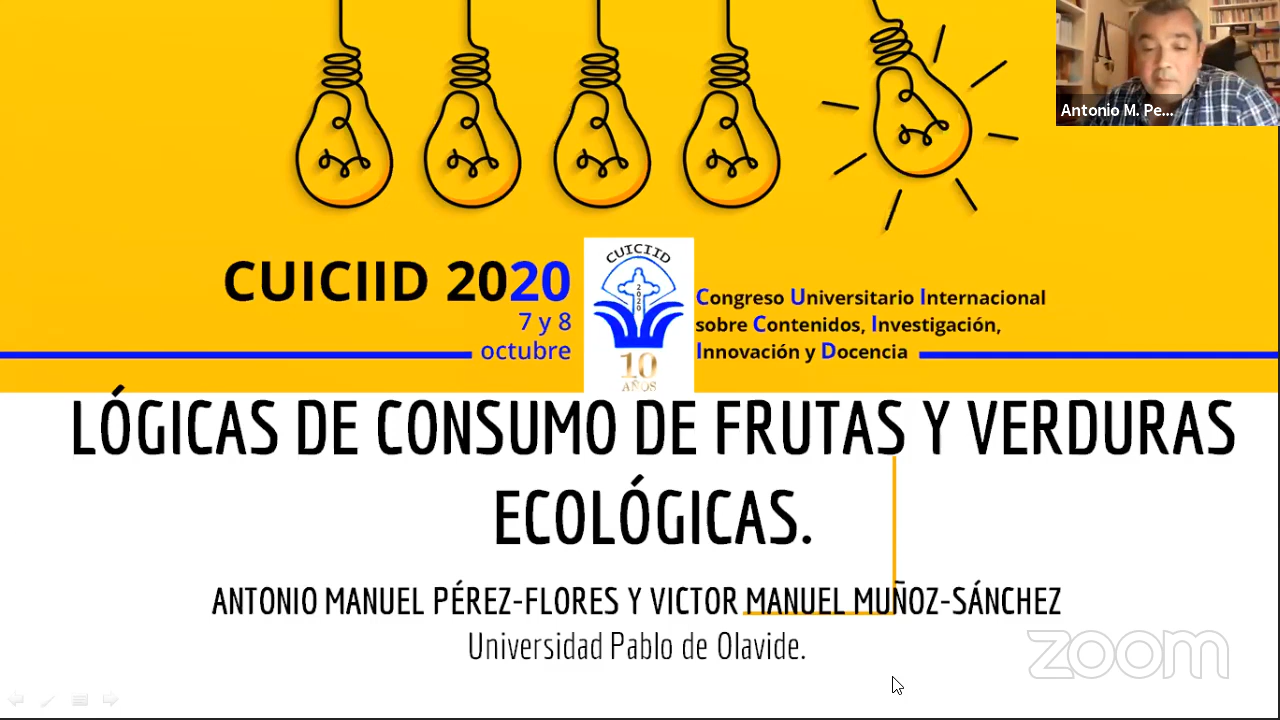 Antonio M. Pe...
CUICIID 2020
7 y 8
octubre
CUICIID
2020
10
AÑOS
Congreso Universitario Internacional
sobre Contenidos, Investigación,
Innovación y Docencia
LÓGICAS DE CONSUMO DE FRUTAS Y VERDURAS
ECOLÓGICAS.
ANTONIO MANUEL PÉREZ-FLORES Y VICTOR MANUEL MUÑOZ-SÁNCHEZ
Universidad Pablo de Olavide.
zoom